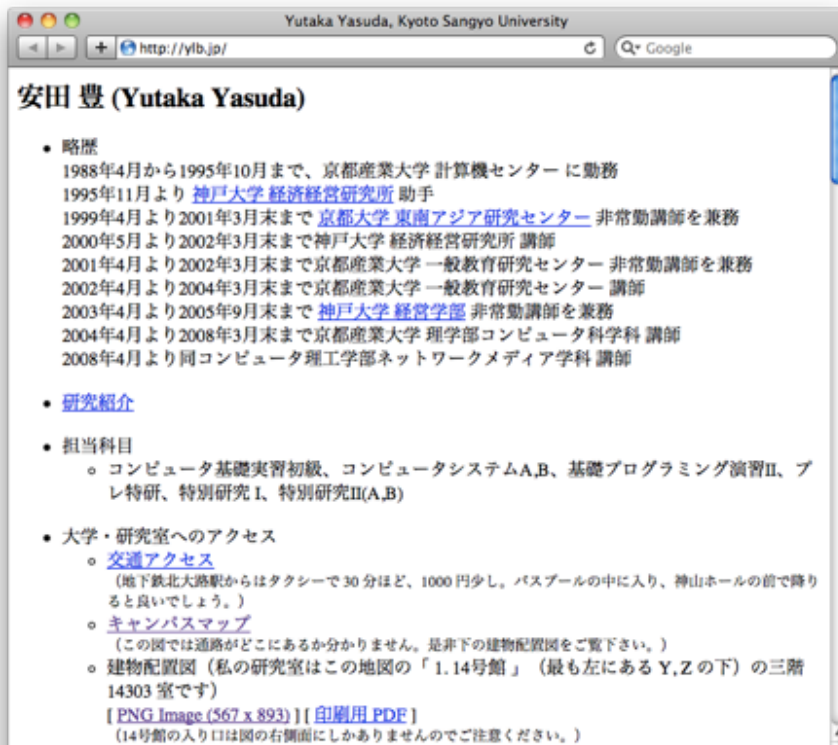 Yutaka Yasuda, Kyoto Sangyo University
http://ylb.jp/
Google
安田 豊 (Yutaka Yasuda)
略歴
1988年4月から1995年10月まで、京都産業大学 計算機センター に勤務
1995年11月より 神戸大学 経済経営研究所 助手
1999年4月より2001年3月末まで 京都大学 東南アジア研究センター 非常勤講師を兼務
2000年5月より2002年3月末まで神戸大学 経済経営研究所 講師
2001年4月より2002年3月末まで京都産業大学 一般教育研究センター 非常勤講師を兼務
2002年4月より2004年3月末まで京都産業大学 一般教育研究センター 講師
2003年4月より2005年9月末まで 神戸大学 経営学部 非常勤講師を兼務
2004年4月より2008年3月末まで京都産業大学 理学部コンピュータ科学科 講師
2008年4月より同コンピュータ理工学部ネットワークメディア学科 講師
研究紹介
担当科目
コンピュータ基礎実習初級、コンピュータシステムA,B、基礎プログラミング演習II、プ
レ特研、特別研究 I、特別研究II(A,B)
大学・研究室へのアクセス
交通アクセス
（地下鉄北大路駅からはタクシーで 30 分ほど、1000 円少し。バスプールの中に入り、神山ホールの前で降り
ると良いでしょう。）
キャンパスマップ
（この図では通路がどこにあるか分かりません。是非下の建物配置図をご覧下さい。）
建物配置図（私の研究室はこの地図の「 1. 14号館 」（最も左にある Y, Z の下）の三階
14303 室です）
[ PNG Image (567 x 893) ] [ 印刷用 PDF ]
（14号館の入り口は図の右側面にしかありませんのでご注意ください。）